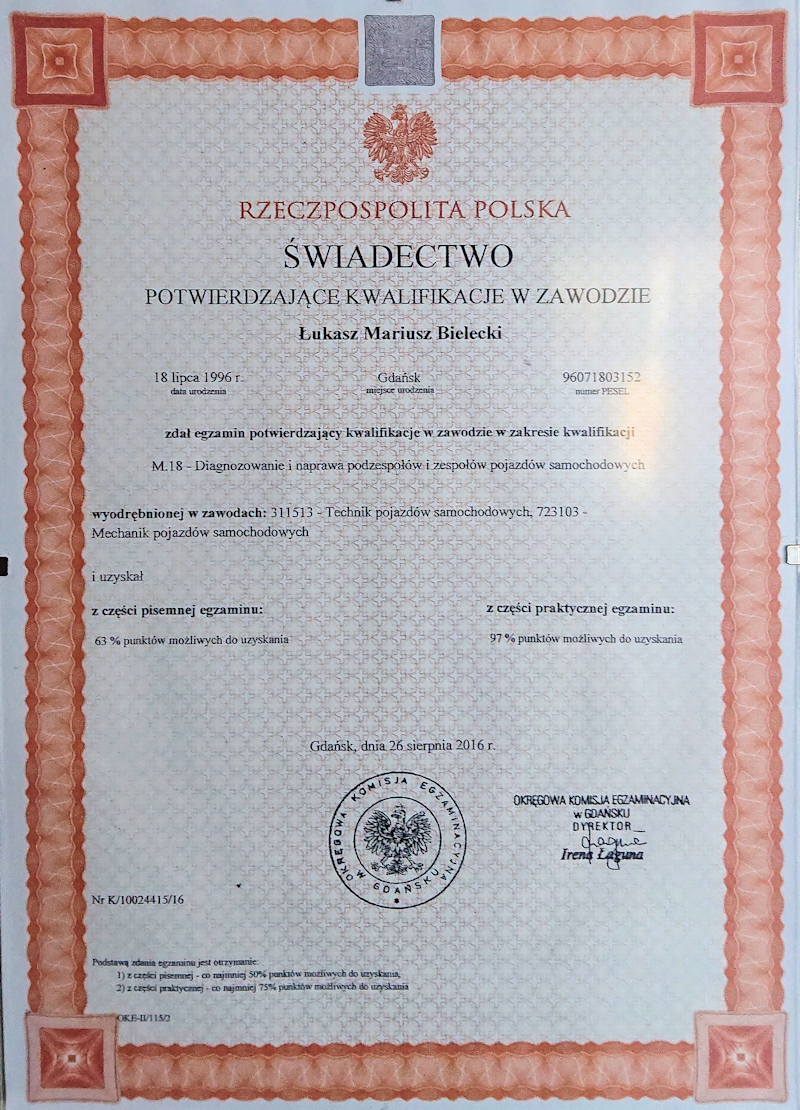 RZECZPOSPOLITA POLSKA
ŚWIADECTWO
POTWIERDZAJĄCE KWALIFIKACJE W ZAWODZIE
Łukasz Mariusz Bielecki
18 lipca 1996 r. Gdańsk 96071803152
data urodzenia miejsce urodzenia numer PESEL
zdał egzamin potwierdzający kwalifikacje w zawodzie w zakresie kwalifikacji
M.18 - Diagnozowanie i naprawa podzespołów i zespołów pojazdów samochodowych
wyodrębnionej w zawodach: 311513 - Technik pojazdów samochodowych, 723103 -
Mechanik pojazdów samochodowych
i uzyskał
z części pisemnej egzaminu: z części praktycznej egzaminu:
63 % punktów możliwych do uzyskania 97 % punktów możliwych do uzyskania
Gdańsk, dnia 26 sierpnia 2016 r.
OKRĘGOWA KOMISJA EGZAMINACYJNA
W GDAŃSKU
OKRĘGOWA KOMISJA EGZAMINACYJNA
w GDAŃSKU
DYREKTOR
Irena Łaguna
Nr K/10024415/16
Podstawą zdania egzaminu jest otrzymanie:
1) z części pisemnej - co najmniej 50% punktów możliwych do uzyskania,
2) z części praktycznej - co najmniej 75% punktów możliwych do uzyskania
OKE-II/115/2